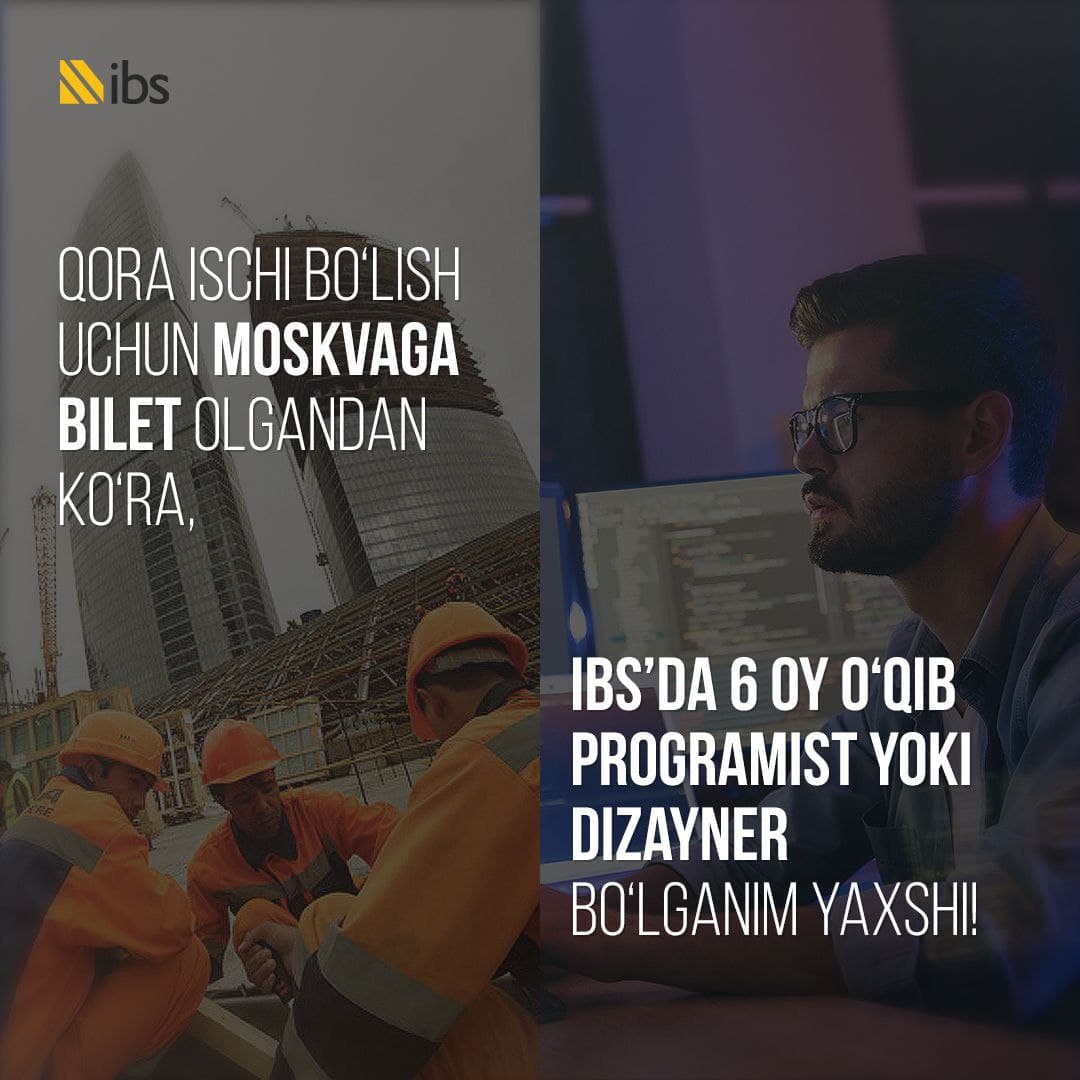 ibs
QORA ISCHI BO‘LISH
UCHUN MOSKVAGA
BILET OLGANDAN
KO‘RA,
IBS’DA 6 OY O‘QIB
PROGRAMIST YOKI
DIZAYNER
BO‘LGANIM YAXSHI!